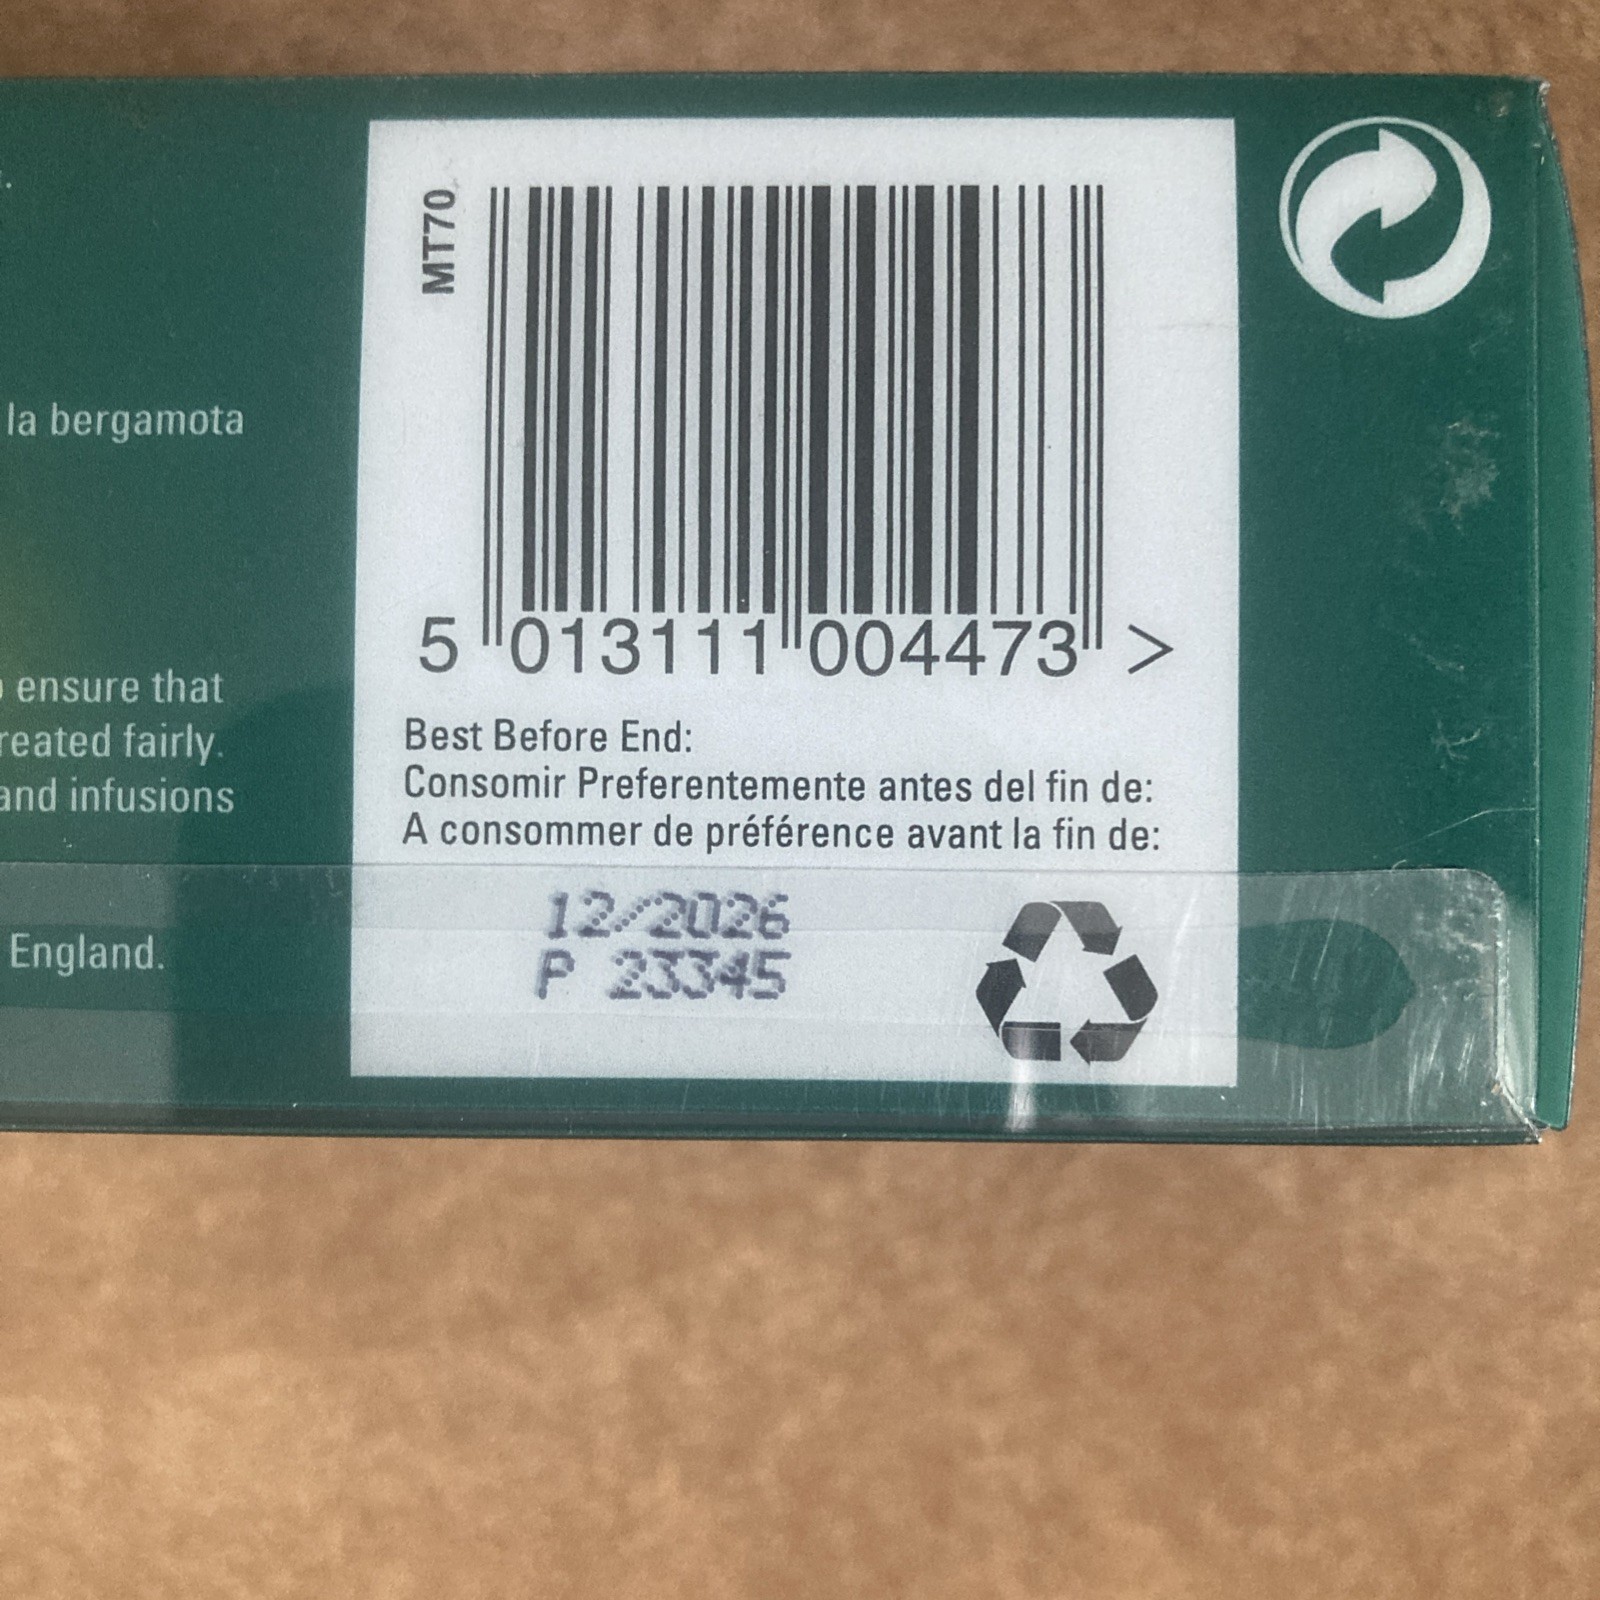 la bergamota
ensure that
reated fairly.
and infusions
England.
MT70
5 013111 004473 >
Best Before End:
Consomir Preferentemente antes del fin de:
A consommer de préférence avant la fin de:
12/2026
P 23345